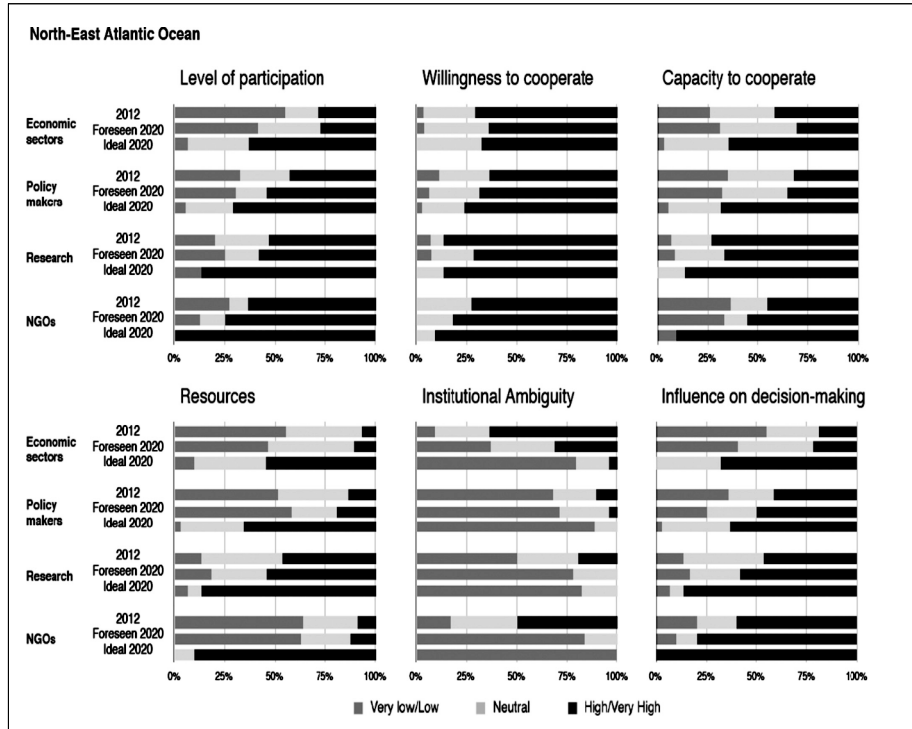 North-East Atlantic Ocean
Level of participation
Willingness to cooperate
Capacity to cooperate
Economic
sectors
2012
Foreseen 2020
Ideal 2020
Policy
makers
2012
Foreseen 2020
Ideal 2020
Research
2012
Foreseen 2020
Ideal 2020
NGOs
2012
Foreseen 2020
Ideal 2020
0% 25% 50% 75% 100%
0% 25% 50% 75% 100%
0% 25% 50% 75% 100%
Resources
Institutional Ambiguity
Influence on decision-making
Economic
sectors
2012
Foreseen 2020
Ideal 2020
Policy
makers
2012
Foreseen 2020
Ideal 2020
Research
2012
Foreseen 2020
Ideal 2020
NGOs
2012
Foreseen 2020
Ideal 2020
0% 25% 50% 75% 100%
0% 25% 50% 75% 100%
0% 25% 50% 75% 100%
Very low/Low
Neutral
High/Very High